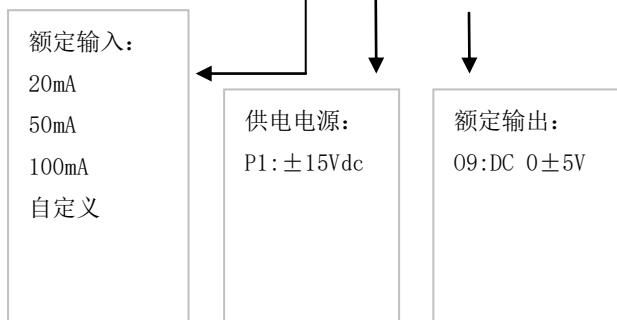 额定输入：
20mA
50mA
100mA
自定义
供电电源：
P1:±15Vdc
额定输出：
O9:DC 0±5V